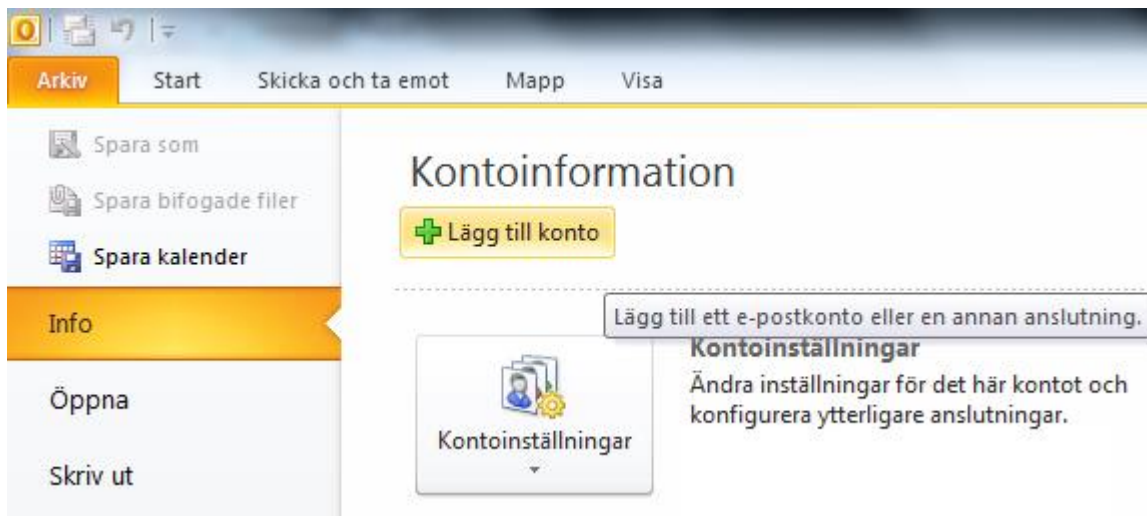 Arkiv Start Skicka och ta emot Mapp Visa
Spara som
Spara bifogade filer
Spara kalender
Info
Öppna
Skriv ut
Kontoinformation
Lägg till konto
Lägg till ett e-postkonto eller en annan anslutning.
Kontoinställningar
Kontoinställningar
Ändra inställningar för det här kontot och
konfigurera ytterligare anslutningar.